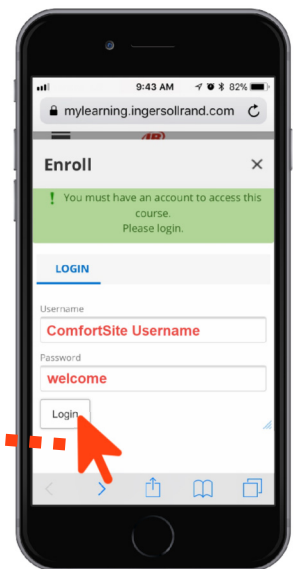 9:43 AM
82%
mylearning.ingersollrand.com
Enroll
! You must have an account to access this
course.
Please login.
LOGIN
Username
ComfortSite Username
Password
welcome
Login